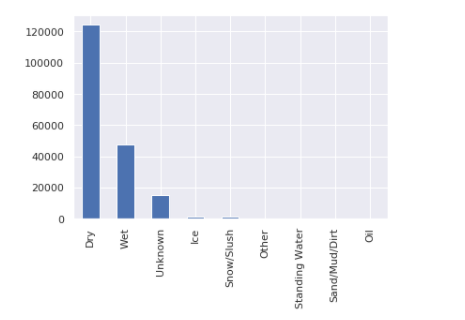 120000
100000
80000
60000
40000
20000
0
Dry
Wet
Unknown
Ice
Snow/Slush
Other
Standing Water
Sand/Mud/Dirt
Oil